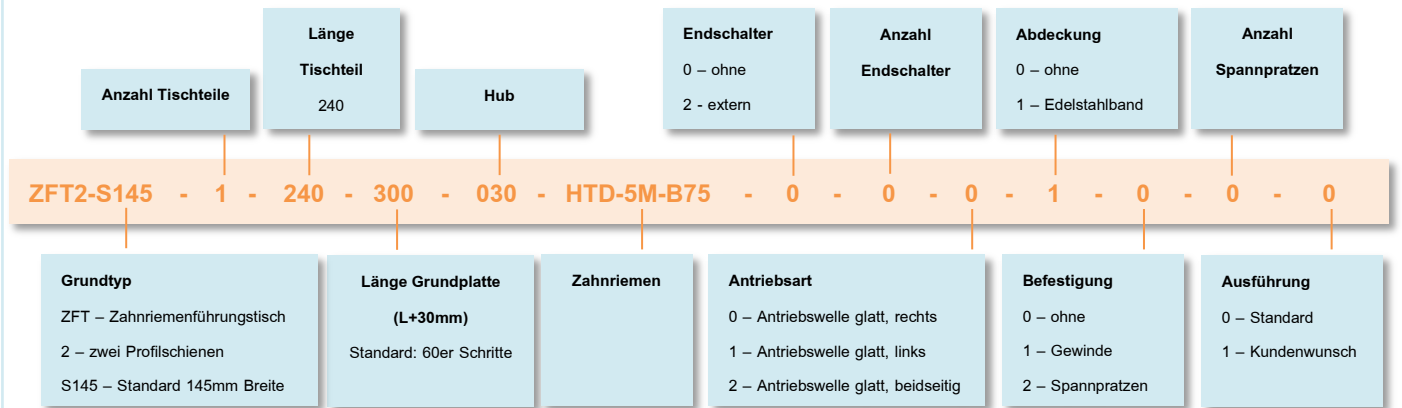 Anzahl Tischteile
Länge
Tischteil
240
Hub
Endschalter
0 – ohne
2 - extern
Anzahl
Endschalter
Abdeckung
0 – ohne
1 – Edelstahlband
Anzahl
Spannpratzen
ZFT2-S145 - 1 - 240 - 300 - 030 - HTD-5M-B75 - 0 - 0 - 0 - 1 - 0 - 0 - 0
Grundtyp
ZFT – Zahnriemenführungstisch
2 – zwei Profilschienen
S145 – Standard 145mm Breite
Länge Grundplatte
(L+30mm)
Standard: 60er Schritte
Zahnriemen
Antriebsart
0 – Antriebswelle glatt, rechts
1 – Antriebswelle glatt, links
2 – Antriebswelle glatt, beidseitig
Befestigung
0 – ohne
1 – Gewinde
2 – Spannpratzen
Ausführung
0 – Standard
1 – Kundenwunsch